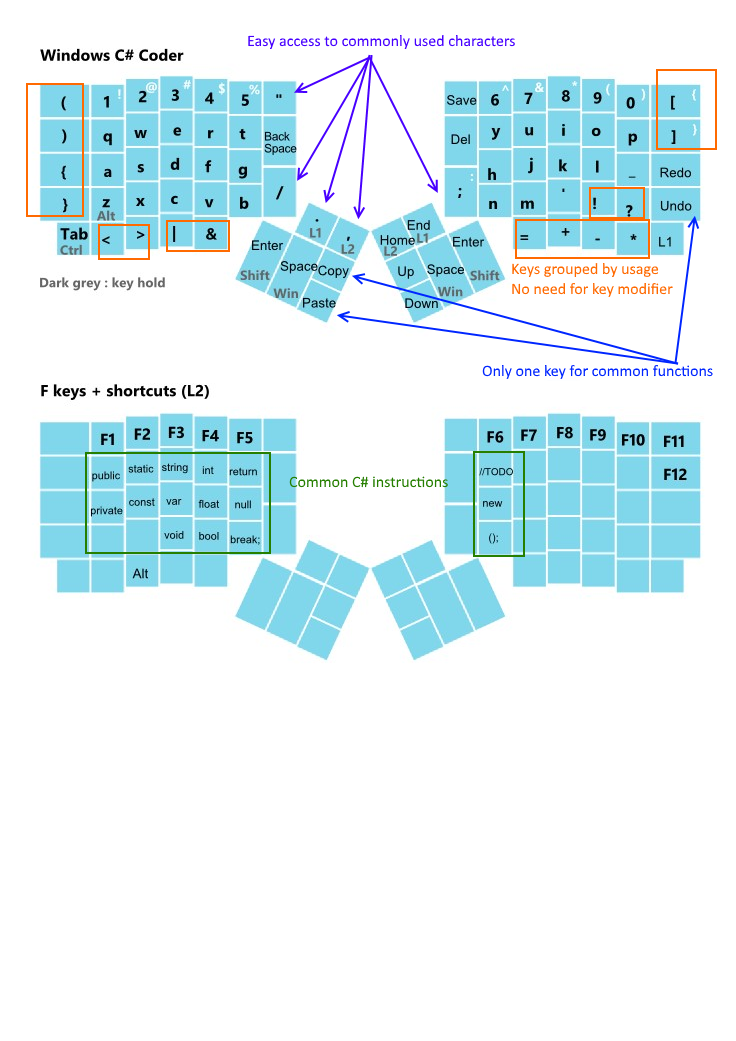 Easy access to commonly used characters
Windows C# Coder
( 1 ! 2 @ 3 # 4 $ 5 % "
) q w e r t Back Space
{ a s d f g /
} z Alt x c v b
Tab Ctrl < > | &
. L1 , L2
Enter Shift Space Win Copy
Paste
Save 6 ^ 7 & 8 * 9 ( 0 ) [ {
Del y u i o p ] }
h j k l _ Redo
; : n m ' ! ? Undo
= + - * L1
End L1
Home L2 Enter Shift
Up Space Win
Down
Dark grey : key hold
Keys grouped by usage
No need for key modifier
Only one key for common functions
F keys + shortcuts (L2)
F1 F2 F3 F4 F5
public static string int return
private const var float null
void bool break;
Alt
Common C# instructions
F6 F7 F8 F9 F10 F11
//TODO F12
new
();